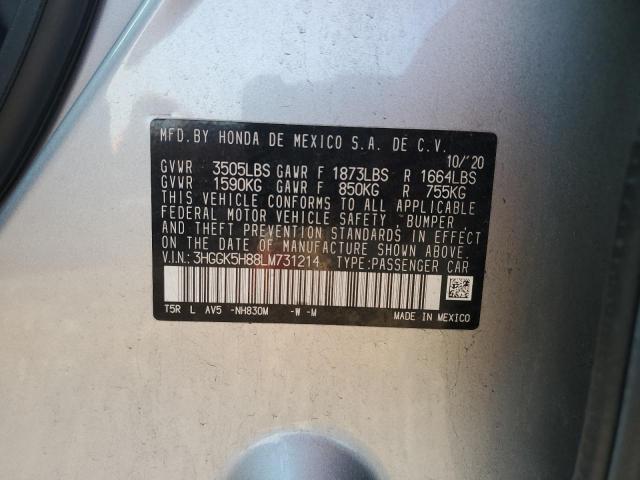 MFD. BY HONDA DE MEXICO S.A. DE C.V.
10/'20
GVWR 3505LBS GAWR F 1873LBS R 1664LBS
GVWR 1590KG GAWR F 850KG R 755KG
THIS VEHICLE CONFORMS TO ALL APPLICABLE
FEDERAL MOTOR VEHICLE SAFETY, BUMPER,
AND THEFT PREVENTION STANDARDS IN EFFECT
ON THE DATE OF MANUFACTURE SHOWN ABOVE.
V.I.N.: 3HGGK5H88LM731214 TYPE:PASSENGER CAR
T5R L AV5 -NH830M -W -M MADE IN MEXICO